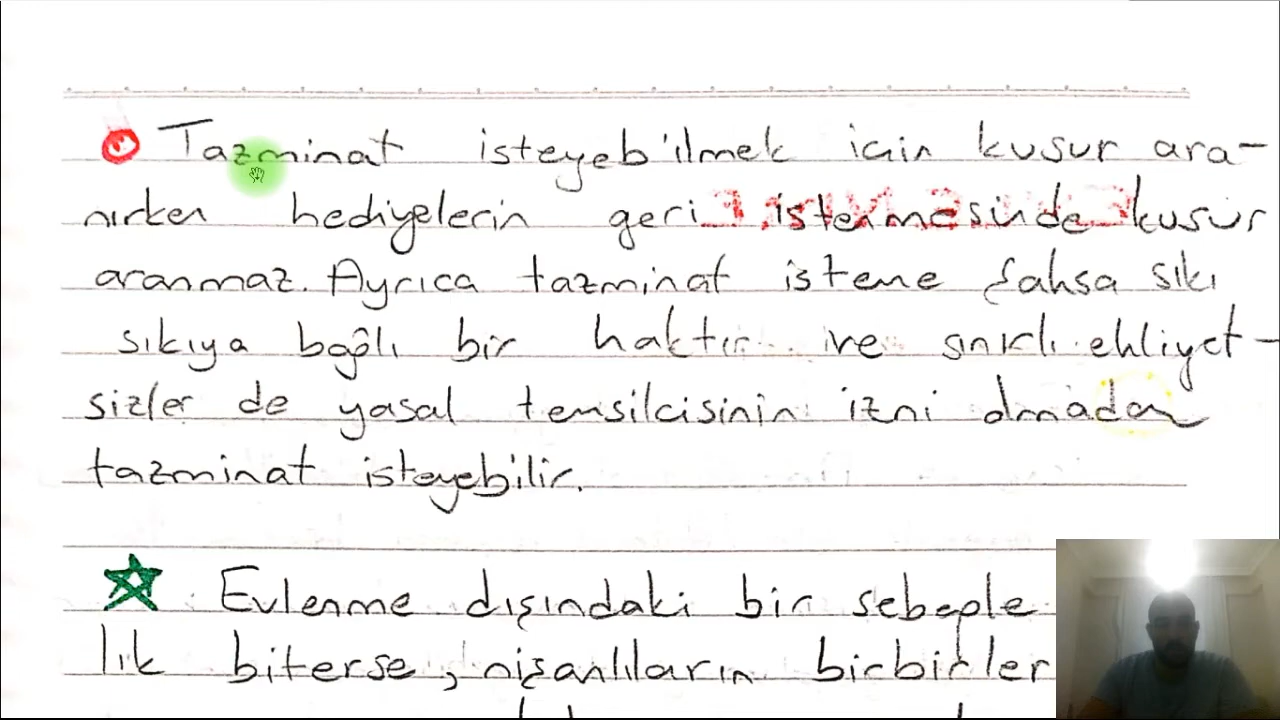 Tazminat isteyebilmek için kusur ara-
nırken hediyelerin geri istenmesinde kusur
aranmaz. Ayrıca tazminat isteme şahsa sıkı
sıkıya bağlı bir haktır ve sınırlı ehliyet-
sizler de yasal temsilcisinin izni olmadan
tazminat isteyebilir.
Evlenme dışındaki bir sebeple
lık biterse, nişanlıların birbirler